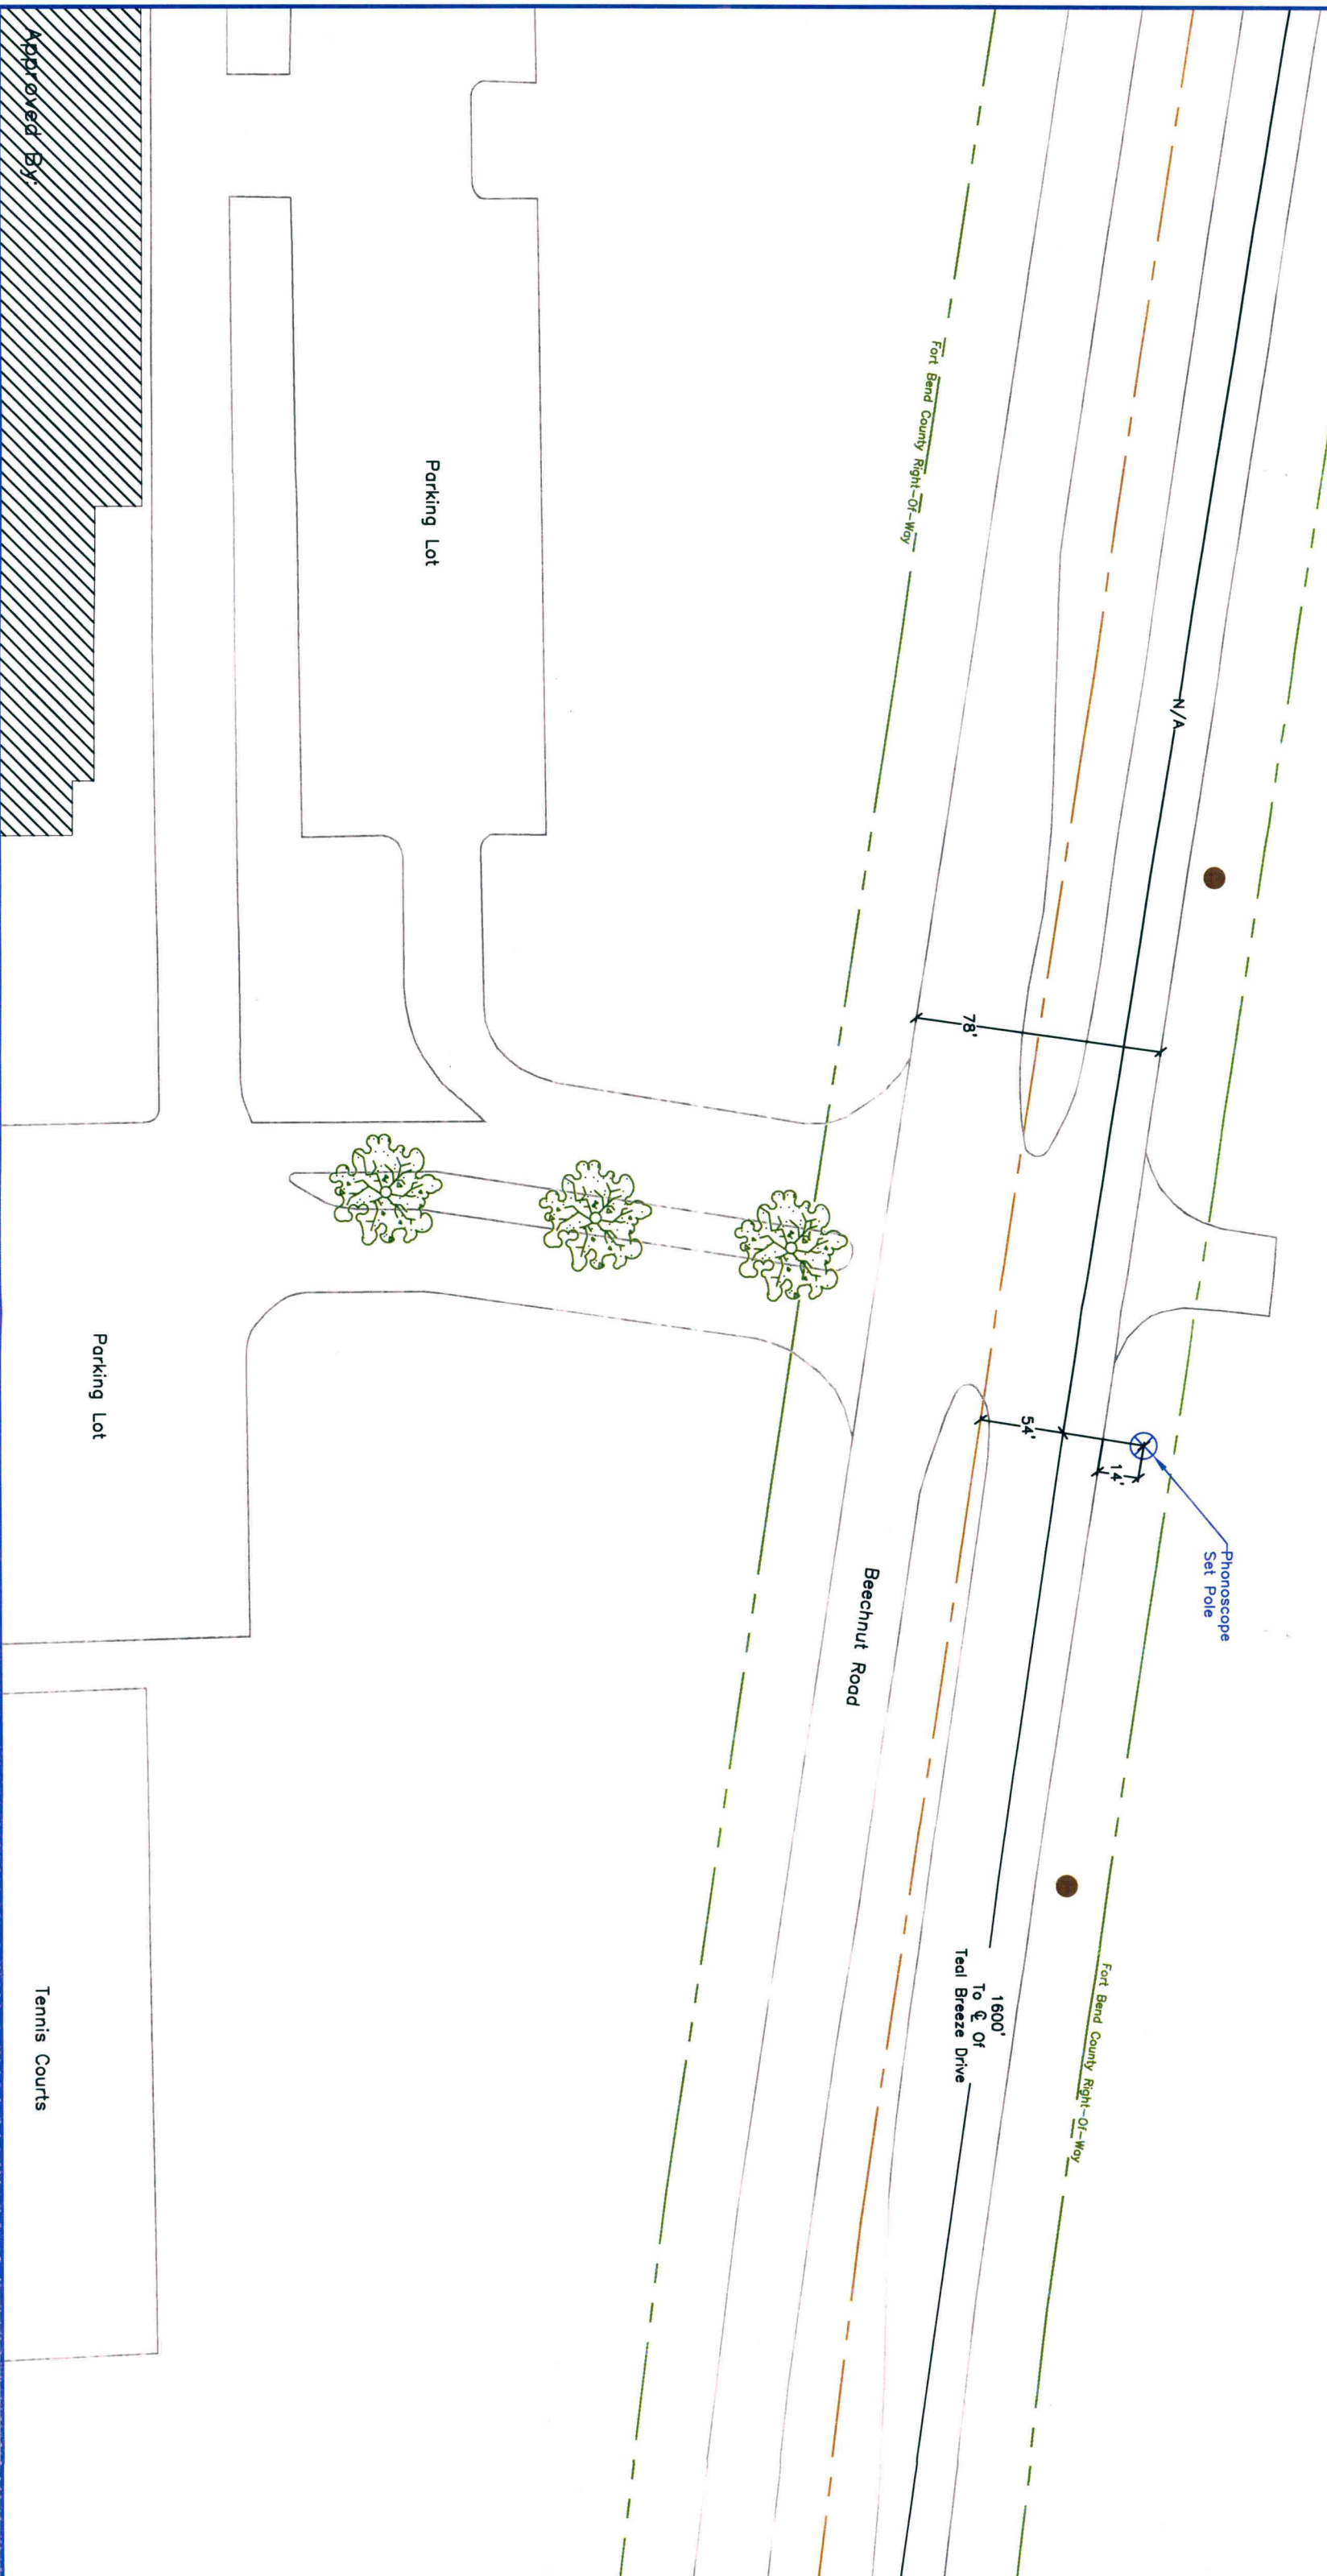 Approved By:
Parking Lot
Fort Bend County Right-Of-Way
N/A
78'
54'
14'
Phonoscope
Set Pole
Parking Lot
Beechnut Road
1600'
To ℄ Of
Teal Breeze Drive
Fort Bend County Right-Of-Way
Tennis Courts